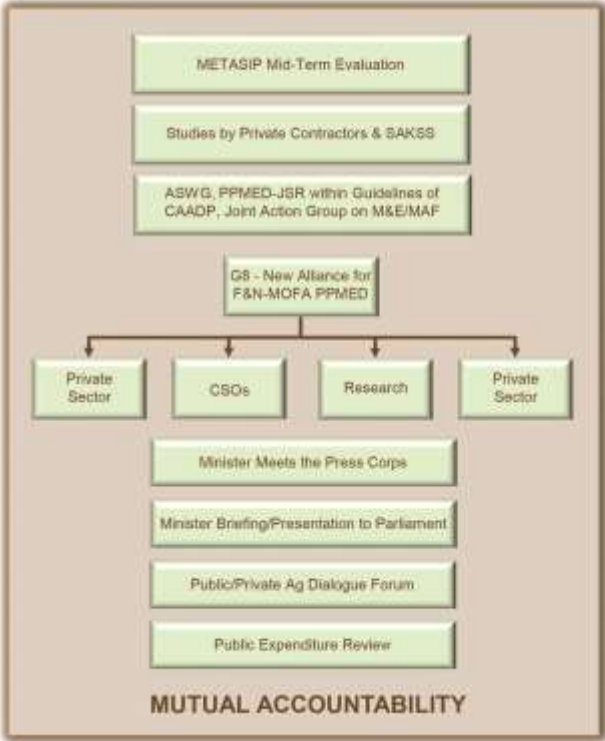 METASIP Mid-Term Evaluation
Studies by Private Contractors & SAKSS
ASWG, PPMED-JSR within Guidelines of
CAADP, Joint Action Group on M&E/MAF
G8 - New Alliance for
F&N-MOFA PPMED
Private
Sector
CSOs
Research
Private
Sector
Minister Meets the Press Corps
Minister Briefing/Presentation to Parliament
Public/Private Ag Dialogue Forum
Public Expenditure Review
MUTUAL ACCOUNTABILITY